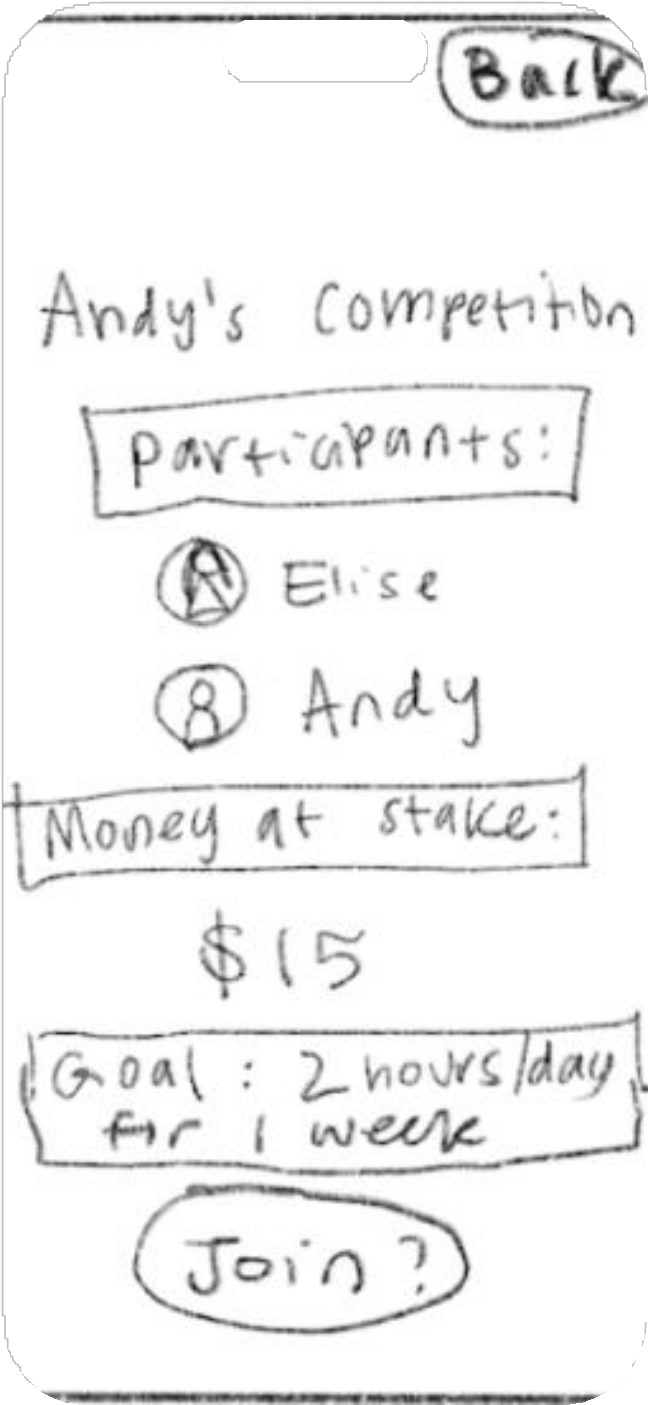 Back
Andy's Competition
Participants:
Elise
Andy
Money at stake:
$15
Goal: 2 hours/day
for 1 week
Join?